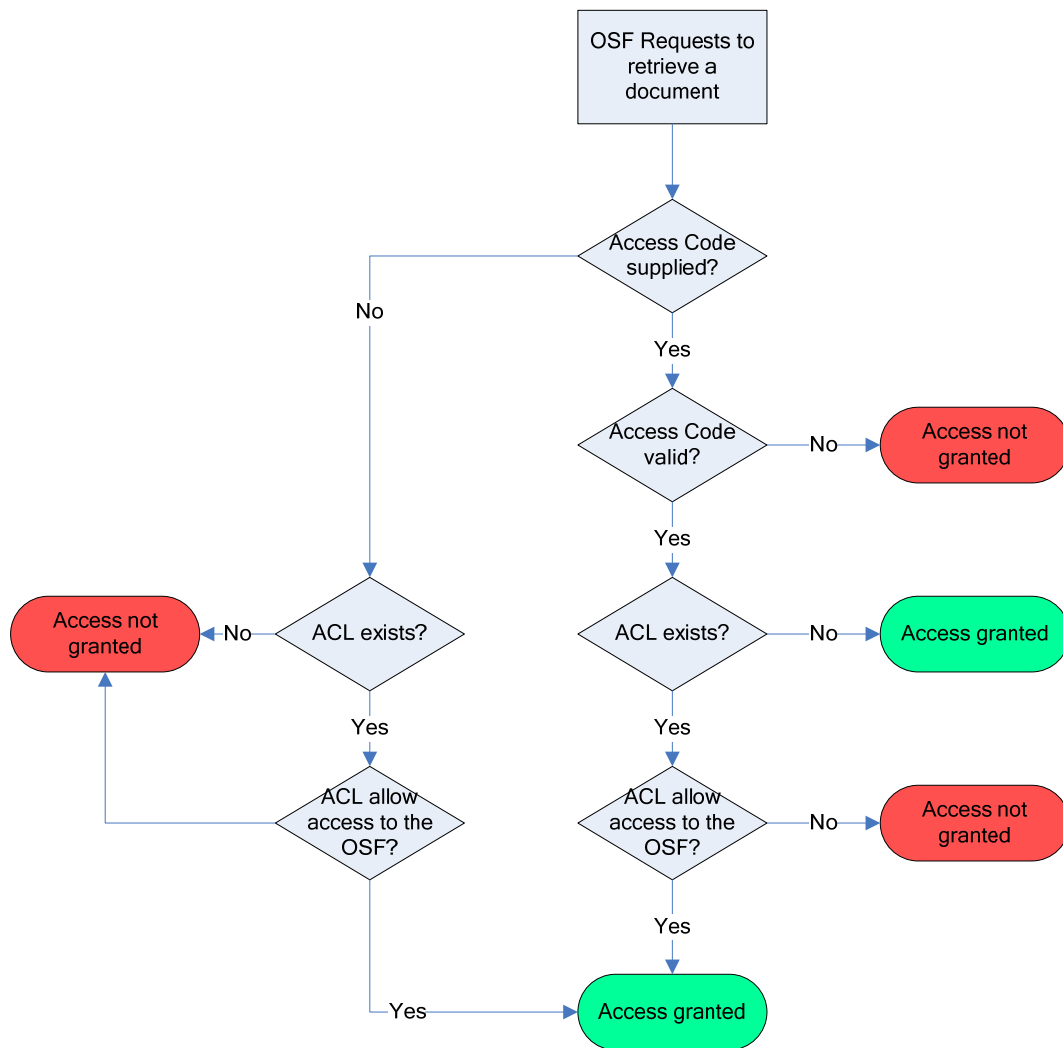 OSF Requests to
retrieve a
document
Access Code
supplied?
No
Yes
Access Code
valid?
No
Access not
granted
Yes
Access not
granted
No
ACL exists?
ACL exists?
No
Access granted
Yes
Yes
ACL allow
access to the
OSF?
ACL allow
access to the
OSF?
No
Access not
granted
Yes
Yes
Access granted